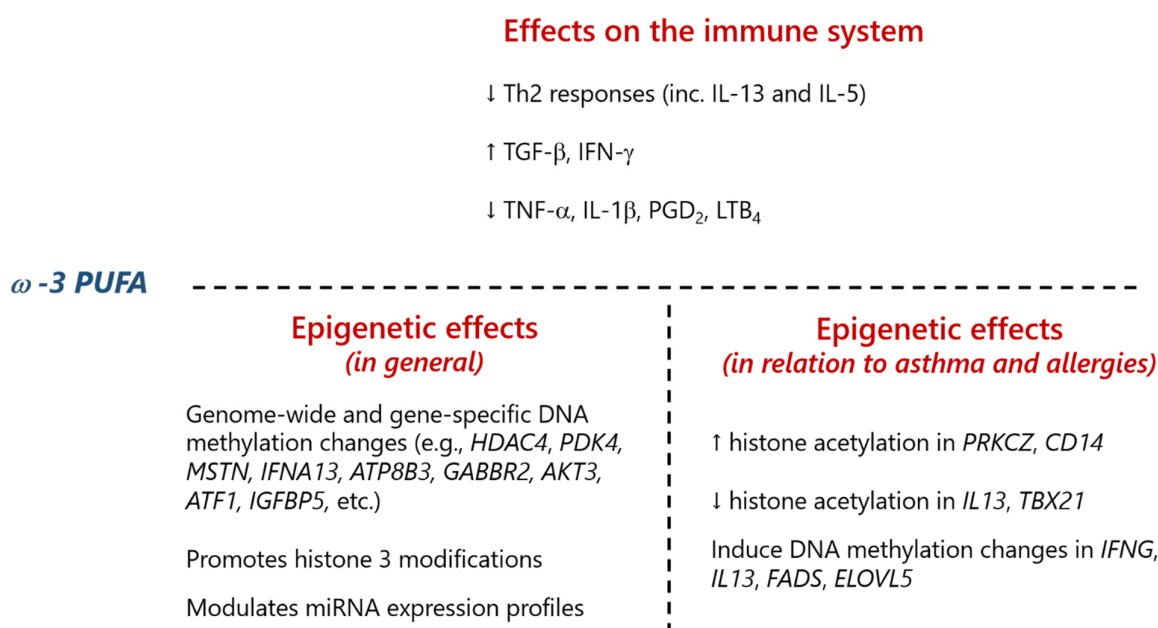 Effects on the immune system
↓ Th2 responses (inc. IL-13 and IL-5)
↑ TGF-β, IFN-γ
↓ TNF-α, IL-1β, PGD₂, LTB₄
ω -3 PUFA
Epigenetic effects
(in general)
Genome-wide and gene-specific DNA
methylation changes (e.g., HDAC4, PDK4,
MSTN, IFNA13, ATP8B3, GABBR2, AKT3,
ATF1, IGFBP5, etc.)
Promotes histone 3 modifications
Modulates miRNA expression profiles
Epigenetic effects
(in relation to asthma and allergies)
↑ histone acetylation in PRKCZ, CD14
↓ histone acetylation in IL13, TBX21
Induce DNA methylation changes in IFNG,
IL13, FADS, ELOVL5